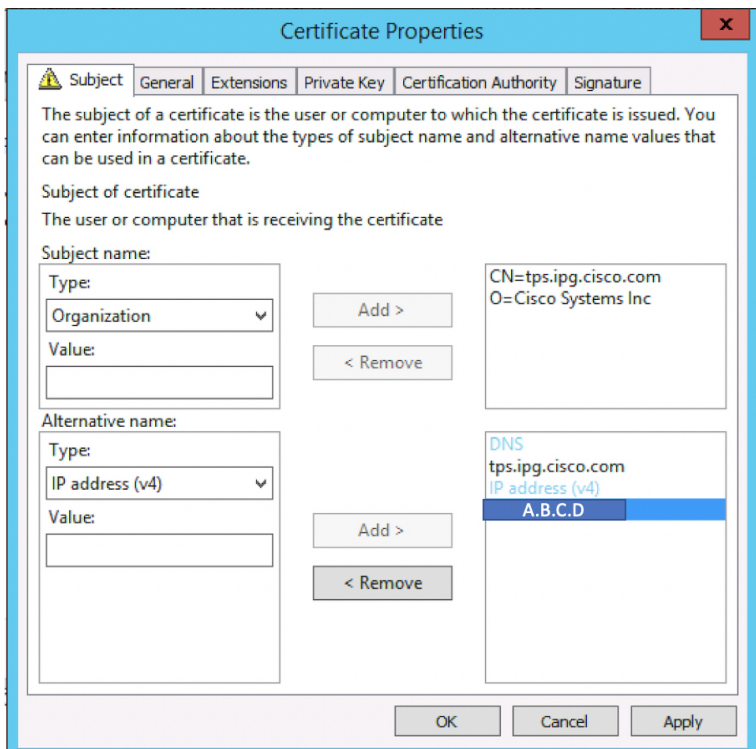 Certificate Properties
x
Subject
General
Extensions
Private Key
Certification Authority
Signature
The subject of a certificate is the user or computer to which the certificate is issued. You
can enter information about the types of subject name and alternative name values that
can be used in a certificate.
Subject of certificate
The user or computer that is receiving the certificate
Subject name:
Type:
Organization
Value:
Add >
< Remove
CN=tps.ipg.cisco.com
O=Cisco Systems Inc
Alternative name:
Type:
IP address (v4)
Value:
Add >
< Remove
DNS
tps.ipg.cisco.com
IP address (v4)
A.B.C.D
OK
Cancel
Apply